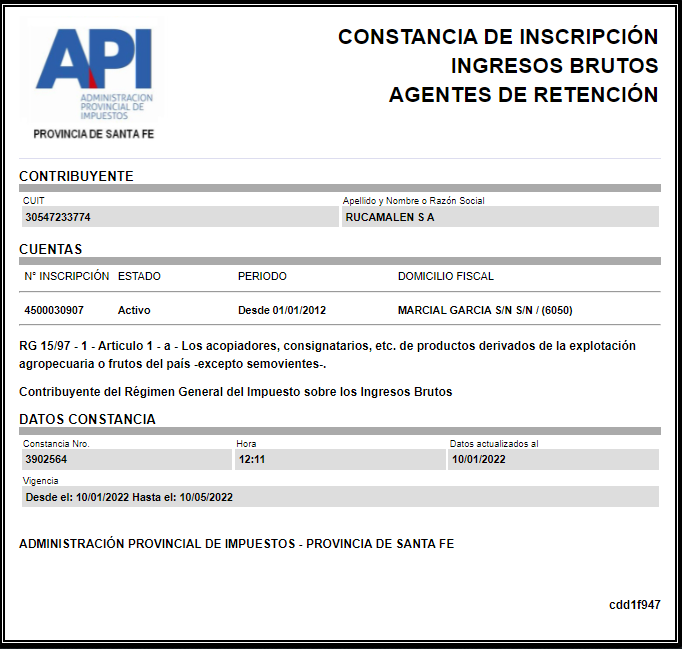 API
ADMINISTRACION
PROVINCIAL DE
IMPUESTOS
PROVINCIA DE SANTA FE
CONSTANCIA DE INSCRIPCIÓN
INGRESOS BRUTOS
AGENTES DE RETENCIÓN
CONTRIBUYENTE
CUIT Apellido y Nombre o Razón Social
30547233774 RUCAMALEN S A
CUENTAS
N° INSCRIPCIÓN ESTADO PERIODO DOMICILIO FISCAL
4500030907 Activo Desde 01/01/2012 MARCIAL GARCIA S/N S/N / (6050)
RG 15/97 - 1 - Articulo 1 - a - Los acopiadores, consignatarios, etc. de productos derivados de la explotación
agropecuaria o frutos del país -excepto semovientes-.
Contribuyente del Régimen General del Impuesto sobre los Ingresos Brutos
DATOS CONSTANCIA
Constancia Nro. Hora Datos actualizados al
3902564 12:11 10/01/2022
Vigencia
Desde el: 10/01/2022 Hasta el: 10/05/2022
ADMINISTRACIÓN PROVINCIAL DE IMPUESTOS - PROVINCIA DE SANTA FE
cdd1f947